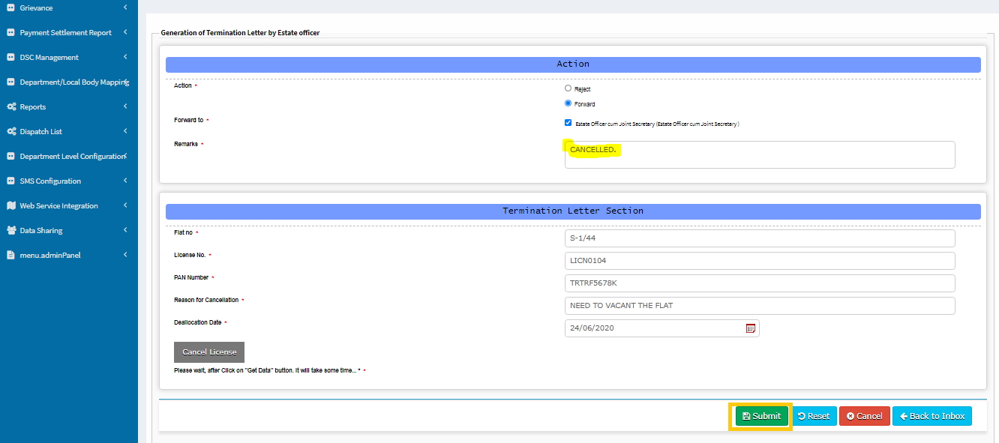 Grievance
Payment Settlement Report
DSC Management
Department/Local Body Mapping
Reports
Dispatch List
Department Level Configuration
SMS Configuration
Web Service Integration
Data Sharing
menu.adminPanel
Generation of Termination Letter by Estate officer
Action
Action *
Reject
Forward
Forward to *
Estate Officer cum Joint Secretary (Estate Officer cum Joint Secretary )
Remarks *
CANCELLED.
Termination Letter Section
Flat no *
S-1/44
License No. *
LICN0104
PAN Number *
TRTRF5678K
Reason for Cancellation *
NEED TO VACANT THE FLAT
Deallocation Date *
24/06/2020
Cancel License
Please wait, after Click on "Get Data" button, it will take some time... * *
Submit Reset Cancel Back to Inbox